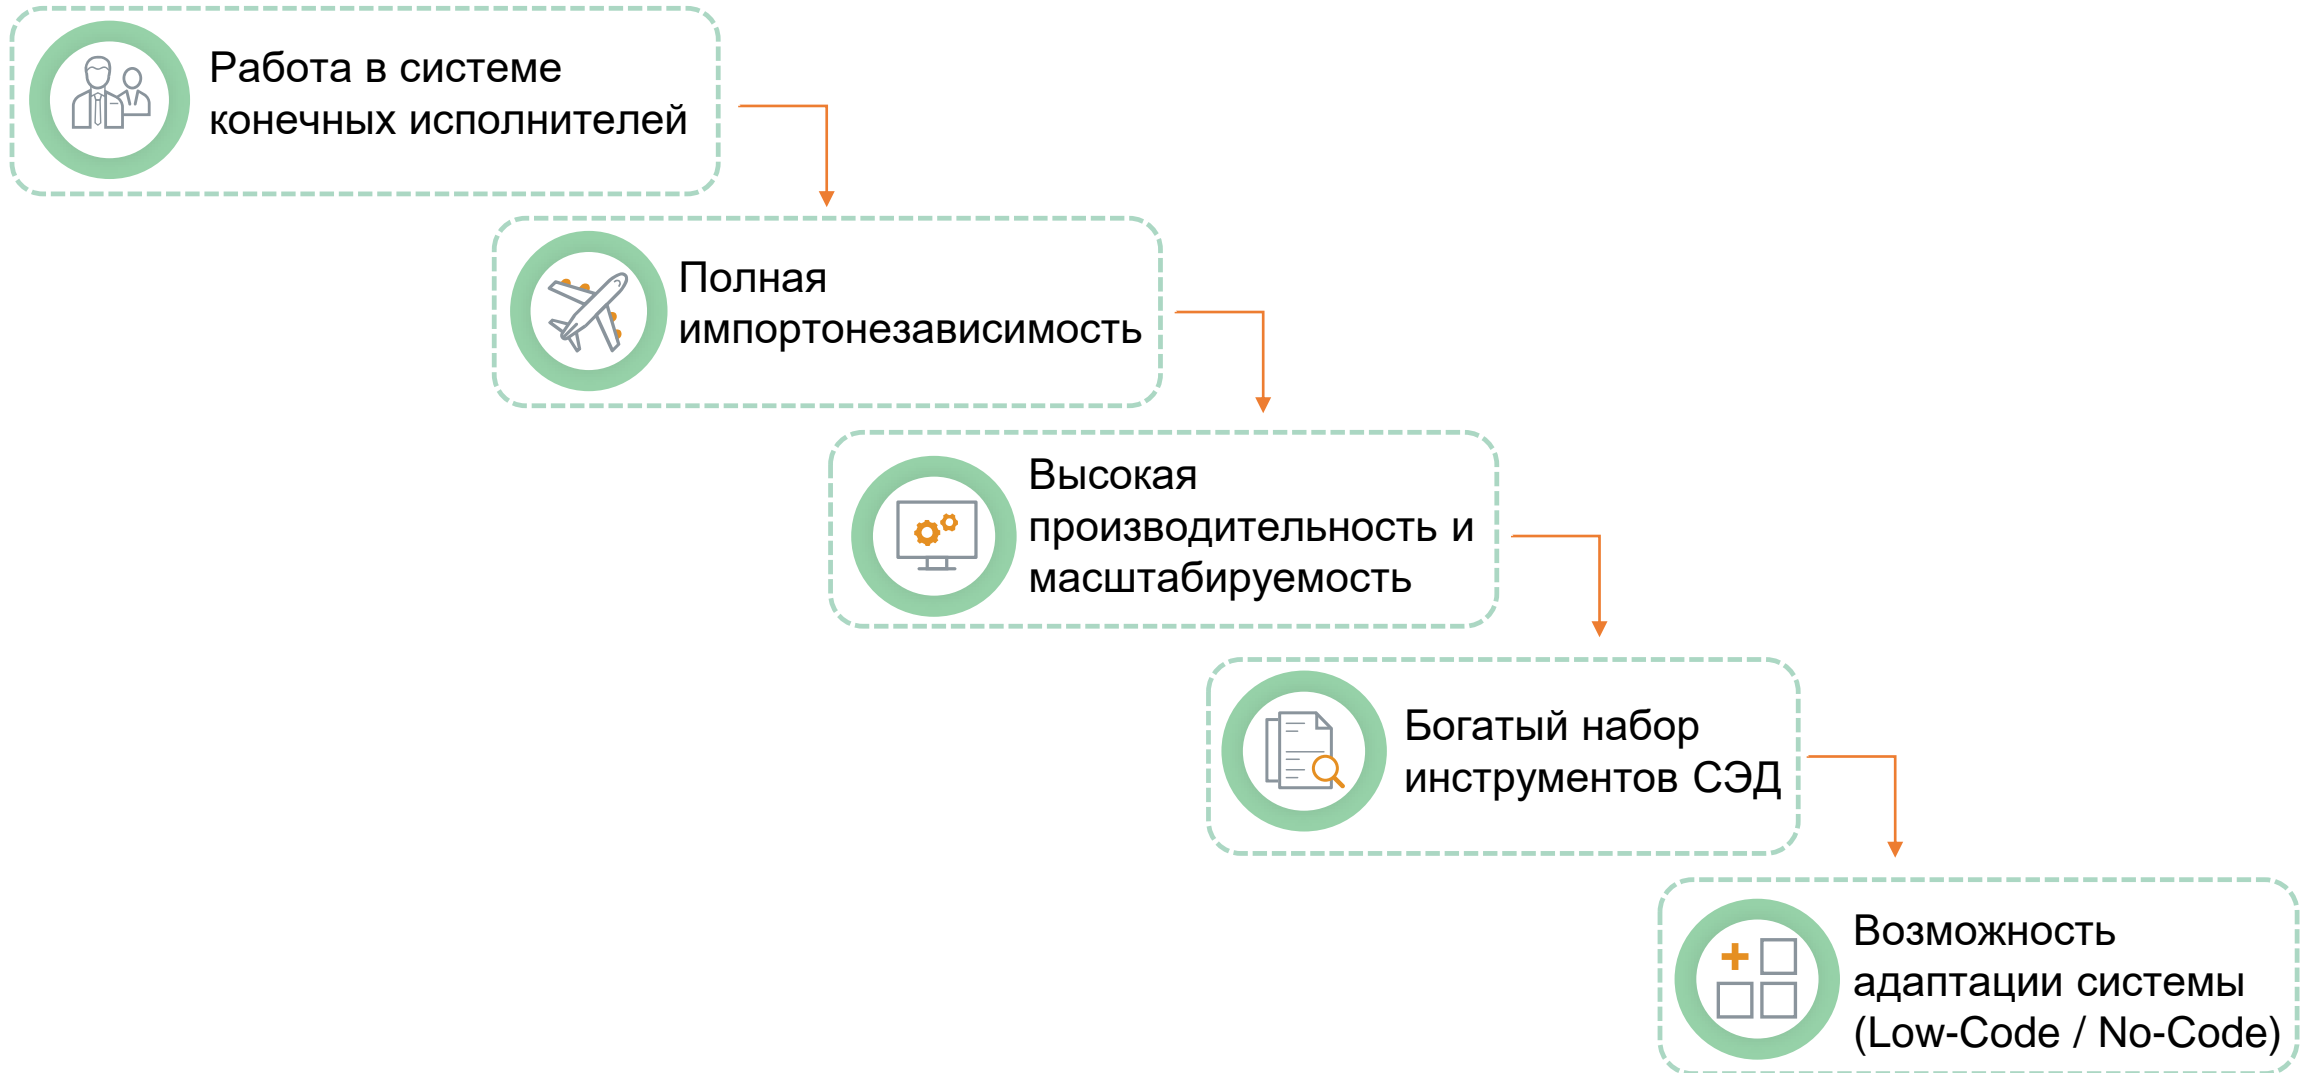 Работа в системе
конечных исполнителей
Полная
импортонезависимость
Высокая
производительность и
масштабируемость
Богатый набор
инструментов СЭД
Возможность
адаптации системы
(Low-Code / No-Code)